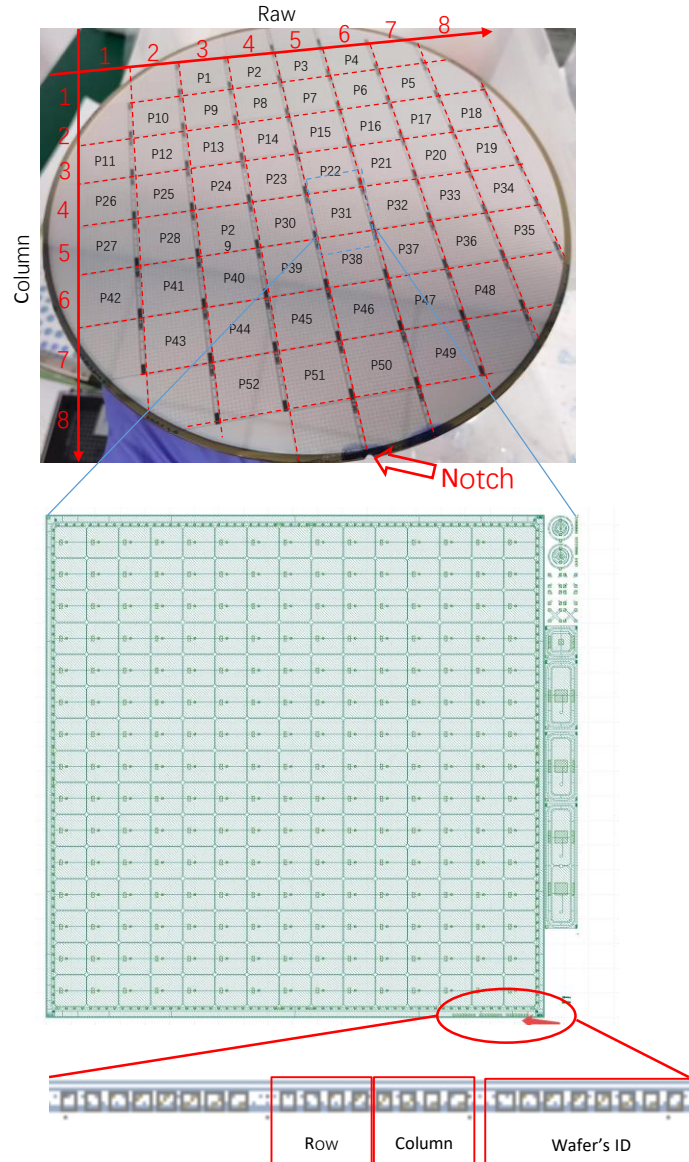 Raw
1 2 3 4 5 6 7 8
Column
1
2
3
4
5
6
7
8
P1 P2 P3 P4
P10 P9 P8 P7 P6 P5
P11 P12 P13 P14 P15 P16 P17 P18
P26 P25 P24 P23 P22 P21 P20 P19
P27 P28 P2
9 P30 P31 P32 P33 P34
P42 P41 P40 P39 P38 P37 P36 P35
P43 P44 P45 P46 P47 P48
P52 P51 P50 P49
Notch
Row Column Wafer's ID